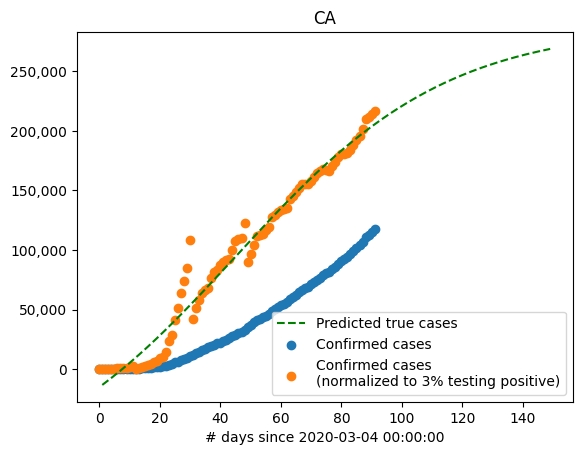 CA
250,000
200,000
150,000
100,000
50,000
0
Predicted true cases
Confirmed cases
Confirmed cases
(normalized to 3% testing positive)
0 20 40 60 80 100 120 140
# days since 2020-03-04 00:00:00